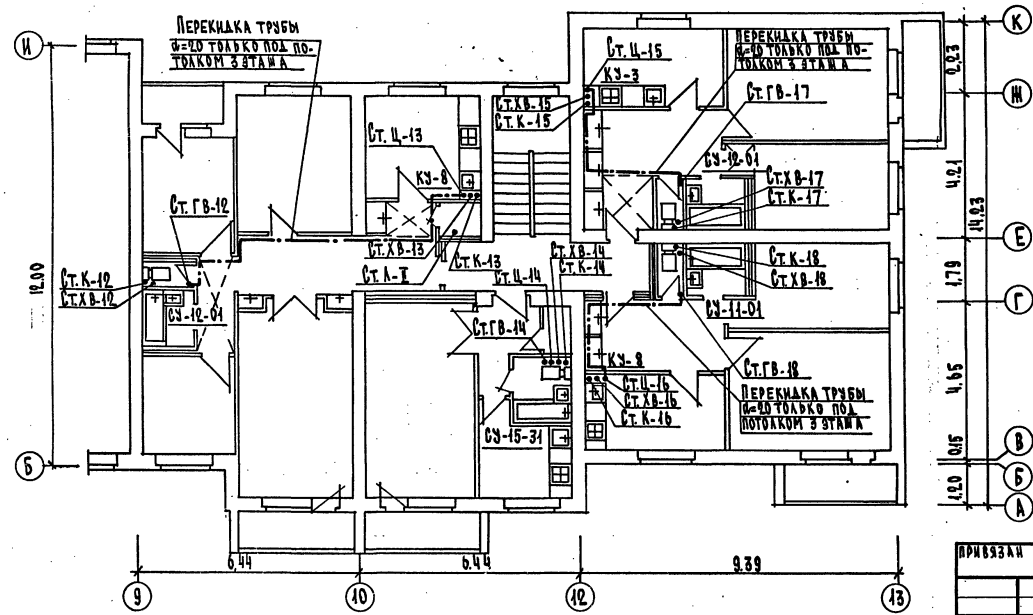 ПЕРЕКИДКА ТРУБЫ
d=20 ТОЛЬКО ПОД ПО-
ТОЛКОМ 3 ЭТАЖА
ПЕРЕКИДКА ТРУБЫ
d=20 ТОЛЬКО ПОД ПО-
ТОЛКОМ 3 ЭТАЖА
К
И
Ж
Е
Г
В
Б
А
Б
СТ.Ц-15
КУ-3
СТ.ХВ-15
СТ.К-15
СТ.ГВ-17
СТ.Ц-13
КУ-8
СУ-12-01
СТ.ХВ-17
СТ.К-17
СТ.ГВ-12
СТ.ХВ-13
СТ.К-13
СТ.Ц-14
СТ.ХВ-14
СТ.К-14
СТ.К-12
СТ.ХВ-12
СТ.К-18
СТ.ХВ-18
СУ-12-01
СУ-11-01
СТ.ГВ-14
КУ-8
СТ.ГВ-18
СТ.Ц-16
СТ.ХВ-16
СТ.К-16
ПЕРЕКИДКА ТРУБЫ
d=20 ТОЛЬКО ПОД
ПОТОЛКОМ 3 ЭТАЖА
СУ-15-31
12.00
2.23
4.21
14.03
1.79
4.65
0.15
1.20
6.44
6.44
9.39
9
10
12
13
ПРИВЯЗАН